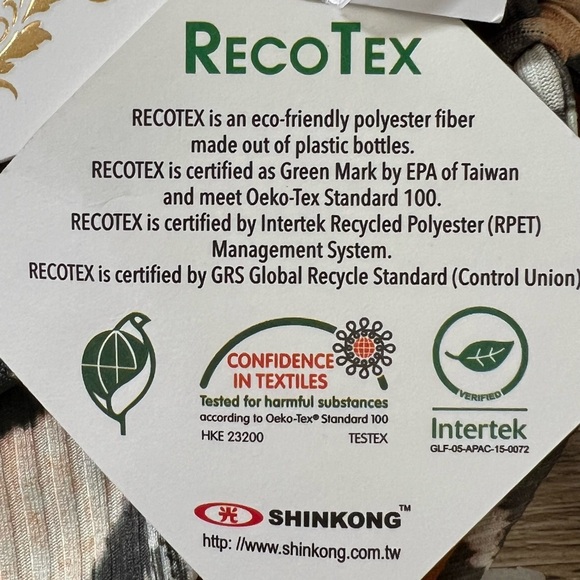 RECOTEX
RECOTEX is an eco-friendly polyester fiber
made out of plastic bottles.
RECOTEX is certified as Green Mark by EPA of Taiwan
and meet Oeko-Tex Standard 100.
RECOTEX is certified by Intertek Recycled Polyester (RPET)
Management System.
RECOTEX is certified by GRS Global Recycle Standard (Control Union)
CONFIDENCE
IN TEXTILES
Tested for harmful substances
according to Oeko-Tex® Standard 100
HKE 23200 TESTEX
VERIFIED
Intertek
GLF-05-APAC-15-0072
光 SHINKONG™
http: //www.shinkong.com.tw